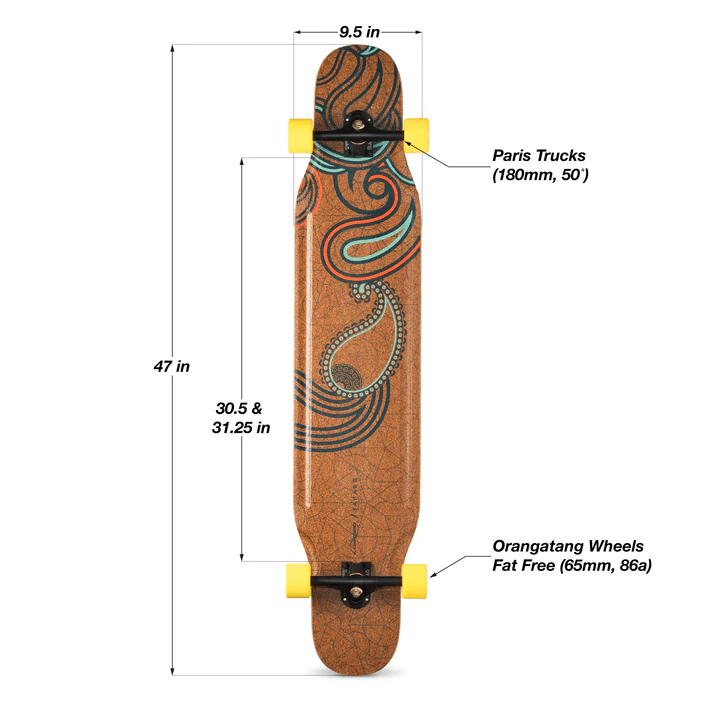 9.5 in
Paris Trucks
(180mm, 50°)
47 in
30.5 &
31.25 in
Orangatang Wheels
Fat Free (65mm, 86a)